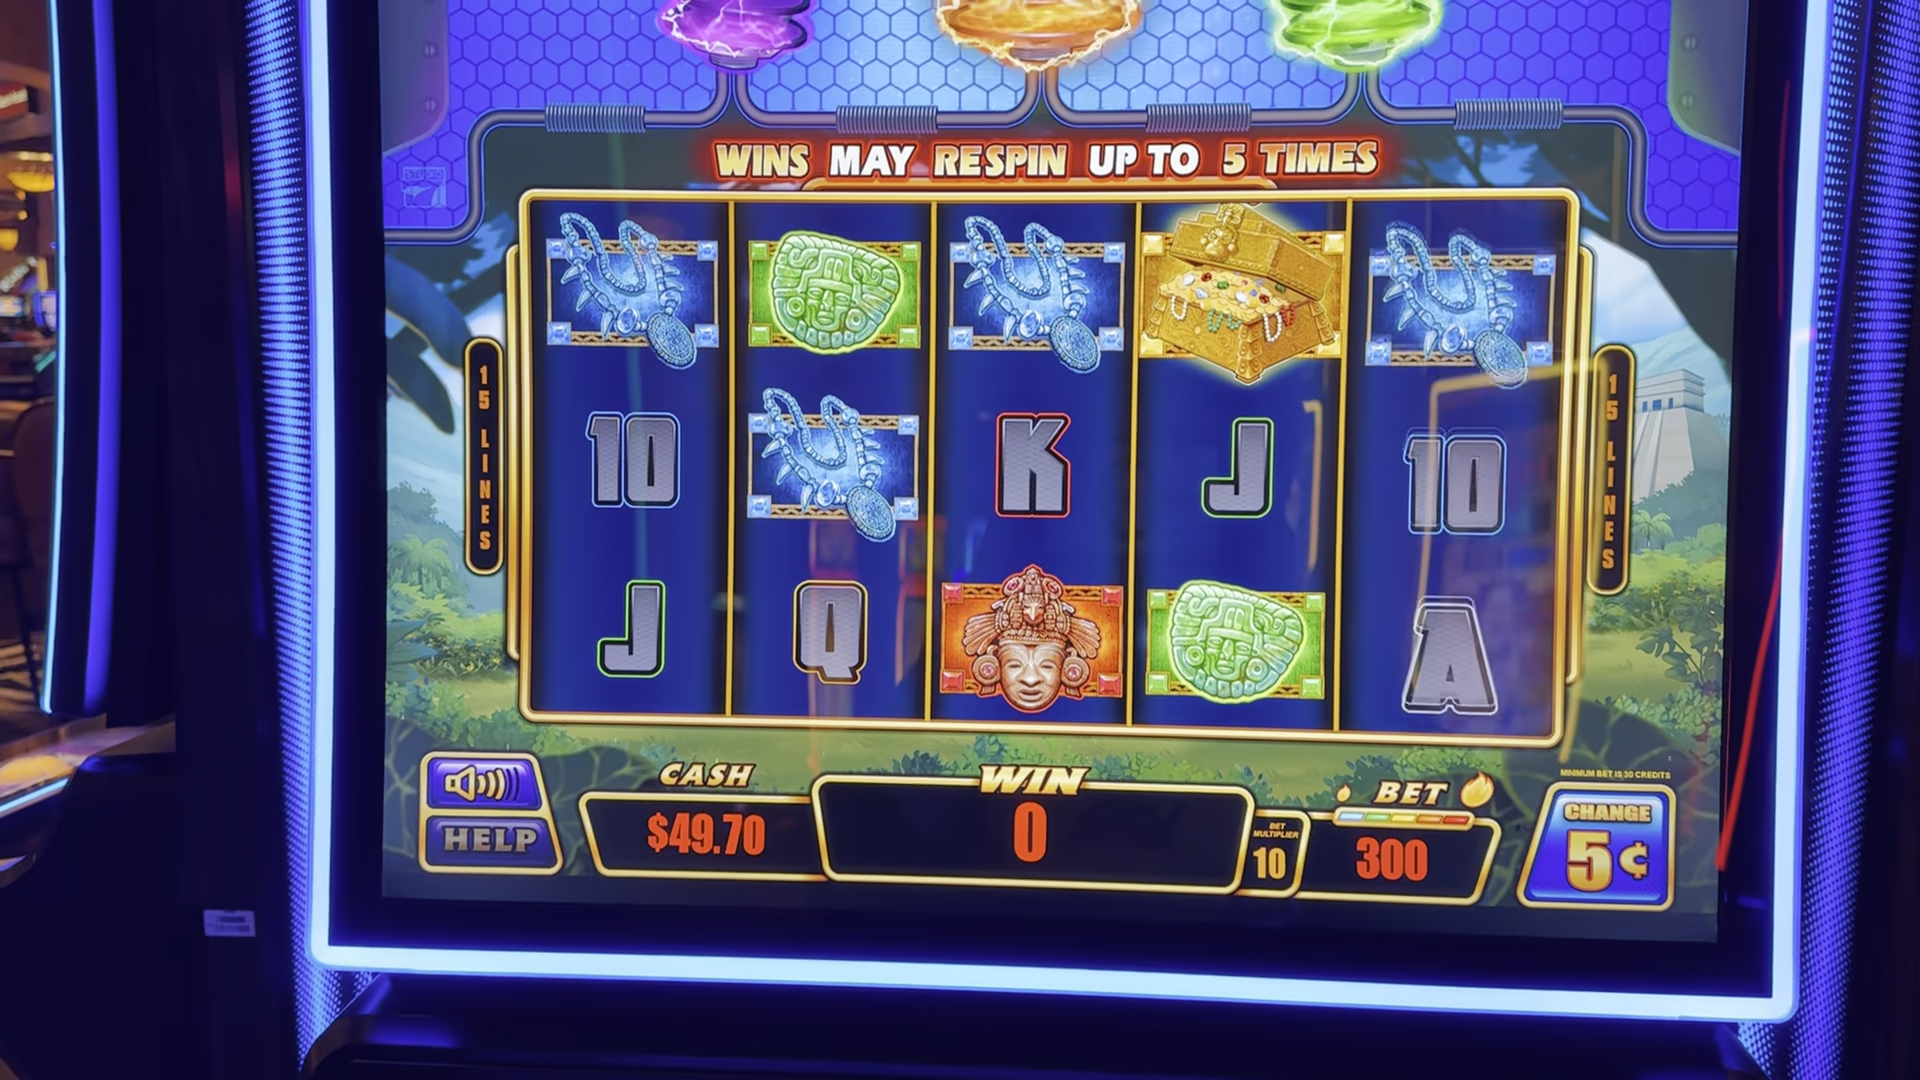 WINS MAY RESPIN UP TO 5 TIMES
15 LINES
15 LINES
10
K
J
10
J
Q
A
HELP
CASH
$49.70
WIN
0
BET MULTIPLIER
10
BET
300
MINIMUM BET IS 30 CREDITS
CHANGE
5¢